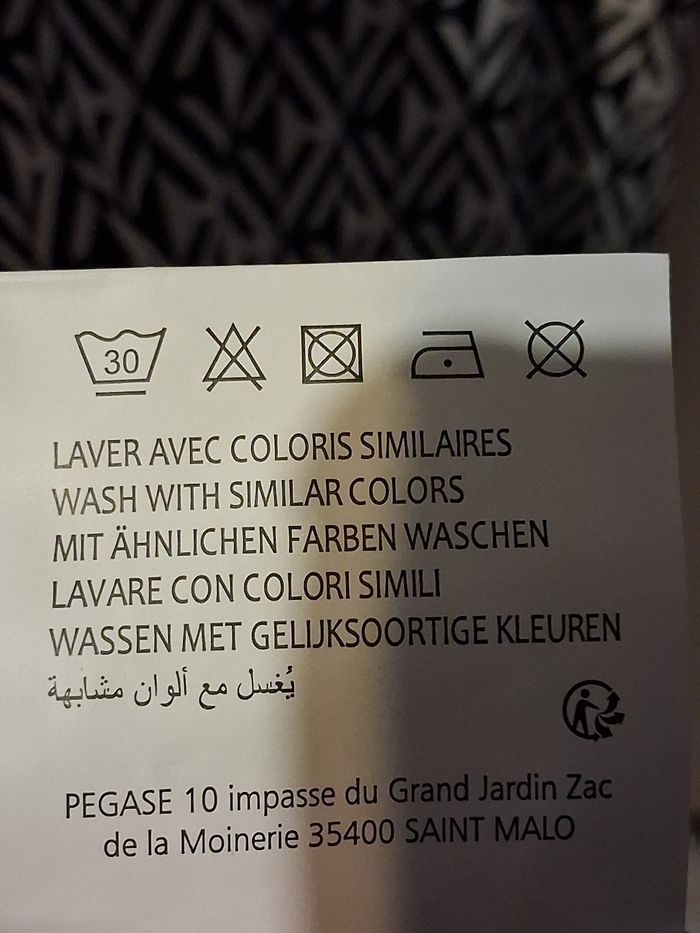 30
LAVER AVEC COLORIS SIMILAIRES
WASH WITH SIMILAR COLORS
MIT ÄHNLICHEN FARBEN WASCHEN
LAVARE CON COLORI SIMILI
WASSEN MET GELIJKSOORTIGE KLEUREN
يُغسل مع ألوان مشابهة
PEGASE 10 impasse du Grand Jardin Zac
de la Moinerie 35400 SAINT MALO